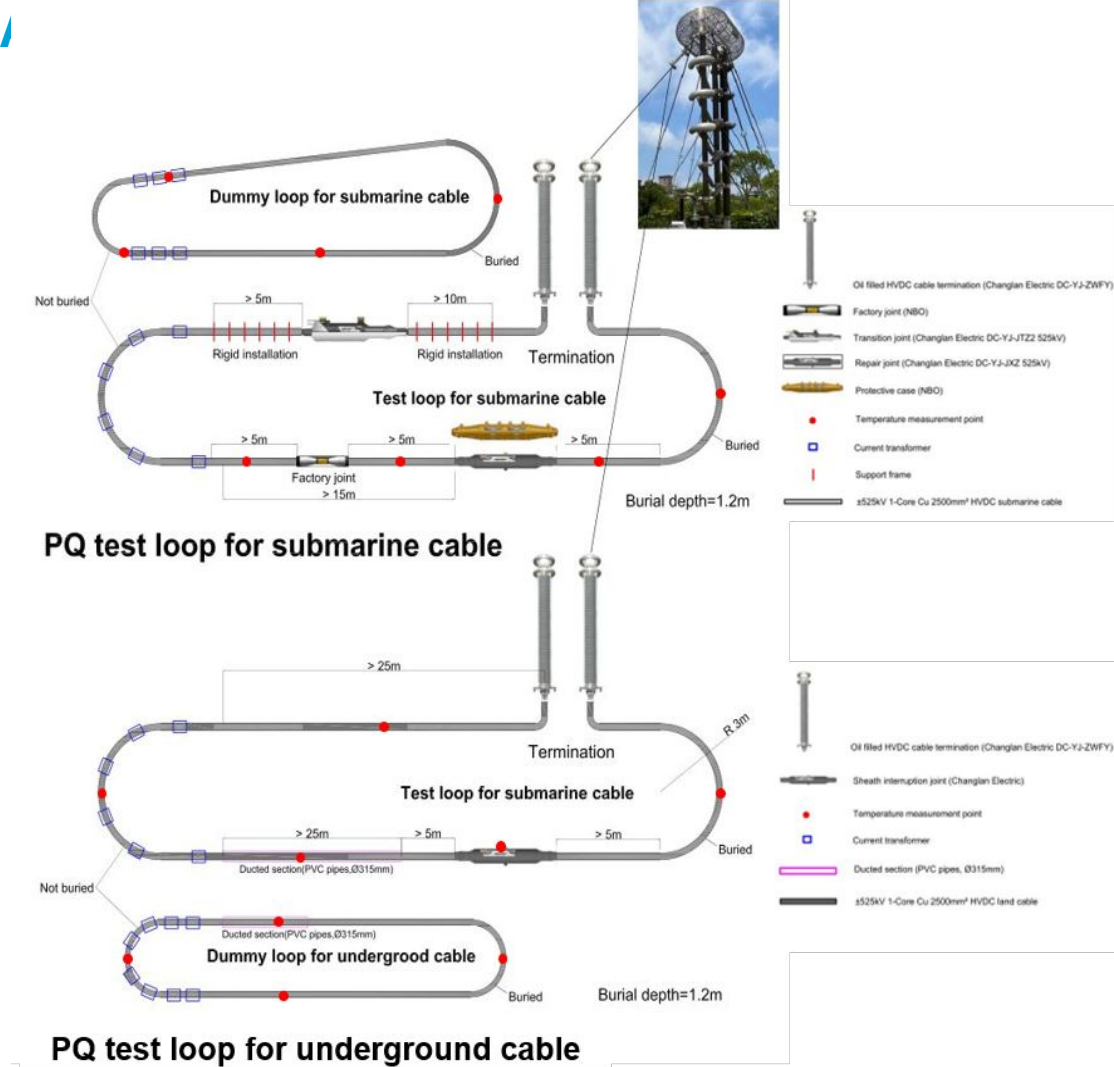 Dummy loop for submarine cable
Buried
Not buried
> 5m
> 10m
Rigid installation
Rigid installation
Termination
Test loop for submarine cable
> 5m
> 5m
> 5m
Buried
Factory joint
> 15m
Burial depth=1.2m
PQ test loop for submarine cable
Oil filled HVDC cable termination (Changlan Electric DC-YJ-ZWFY)
Factory joint (NBO)
Transition joint (Changlan Electric DC-YJ-JTZ2 525kV)
Repair joint (Changlan Electric DC-YJ-JXZ 525kV)
Protective case (NBO)
Temperature measurement point
Current transformer
Support frame
±525kV 1-Core Cu 2500mm² HVDC submarine cable
> 25m
R 3m
Termination
Test loop for submarine cable
> 25m
> 5m
> 5m
Buried
Ducted section(PVC pipes,Ø315mm)
Not buried
Ducted section(PVC pipes,Ø315mm)
Dummy loop for undergrood cable
Buried
Burial depth=1.2m
PQ test loop for underground cable
Oil filled HVDC cable termination (Changlan Electric DC-YJ-ZWFY)
Sheath interruption joint (Changlan Electric)
Temperature measurement point
Current transformer
Ducted section (PVC pipes, Ø315mm)
±525kV 1-Core Cu 2500mm² HVDC land cable